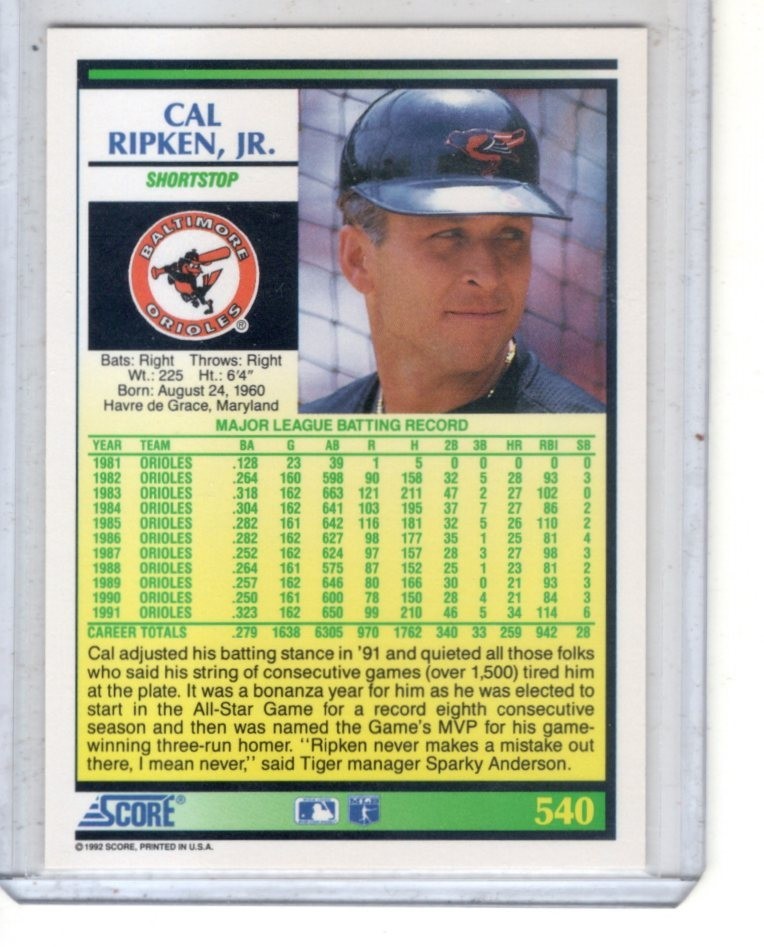 CAL
RIPKEN, JR.
SHORTSTOP
BALTIMORE
ORIOLES®
Bats: Right Throws: Right
Wt.: 225 Ht.: 6'4"
Born: August 24, 1960
Havre de Grace, Maryland
MAJOR LEAGUE BATTING RECORD
YEAR TEAM BA G AB R H 2B 3B HR RBI SB
1981 ORIOLES .128 23 39 1 5 0 0 0 0 0
1982 ORIOLES .264 160 598 90 158 32 5 28 93 3
1983 ORIOLES .318 162 663 121 211 47 2 27 102 0
1984 ORIOLES .304 162 641 103 195 37 7 27 86 2
1985 ORIOLES .282 161 642 116 181 32 5 26 110 2
1986 ORIOLES .282 162 627 98 177 35 1 25 81 4
1987 ORIOLES .252 162 624 97 157 28 3 27 98 3
1988 ORIOLES .264 161 575 87 152 25 1 23 81 2
1989 ORIOLES .257 162 646 80 166 30 0 21 93 3
1990 ORIOLES .250 161 600 78 150 28 4 21 84 3
1991 ORIOLES .323 162 650 99 210 46 5 34 114 6
CAREER TOTALS .279 1638 6305 970 1762 340 33 259 942 28
Cal adjusted his batting stance in '91 and quieted all those folks
who said his string of consecutive games (over 1,500) tired him
at the plate. It was a bonanza year for him as he was elected to
start in the All-Star Game for a record eighth consecutive
season and then was named the Game's MVP for his game-
winning three-run homer. "Ripken never makes a mistake out
there, I mean never," said Tiger manager Sparky Anderson.
SCORE® MLB 540
© 1992 SCORE, PRINTED IN U.S.A.